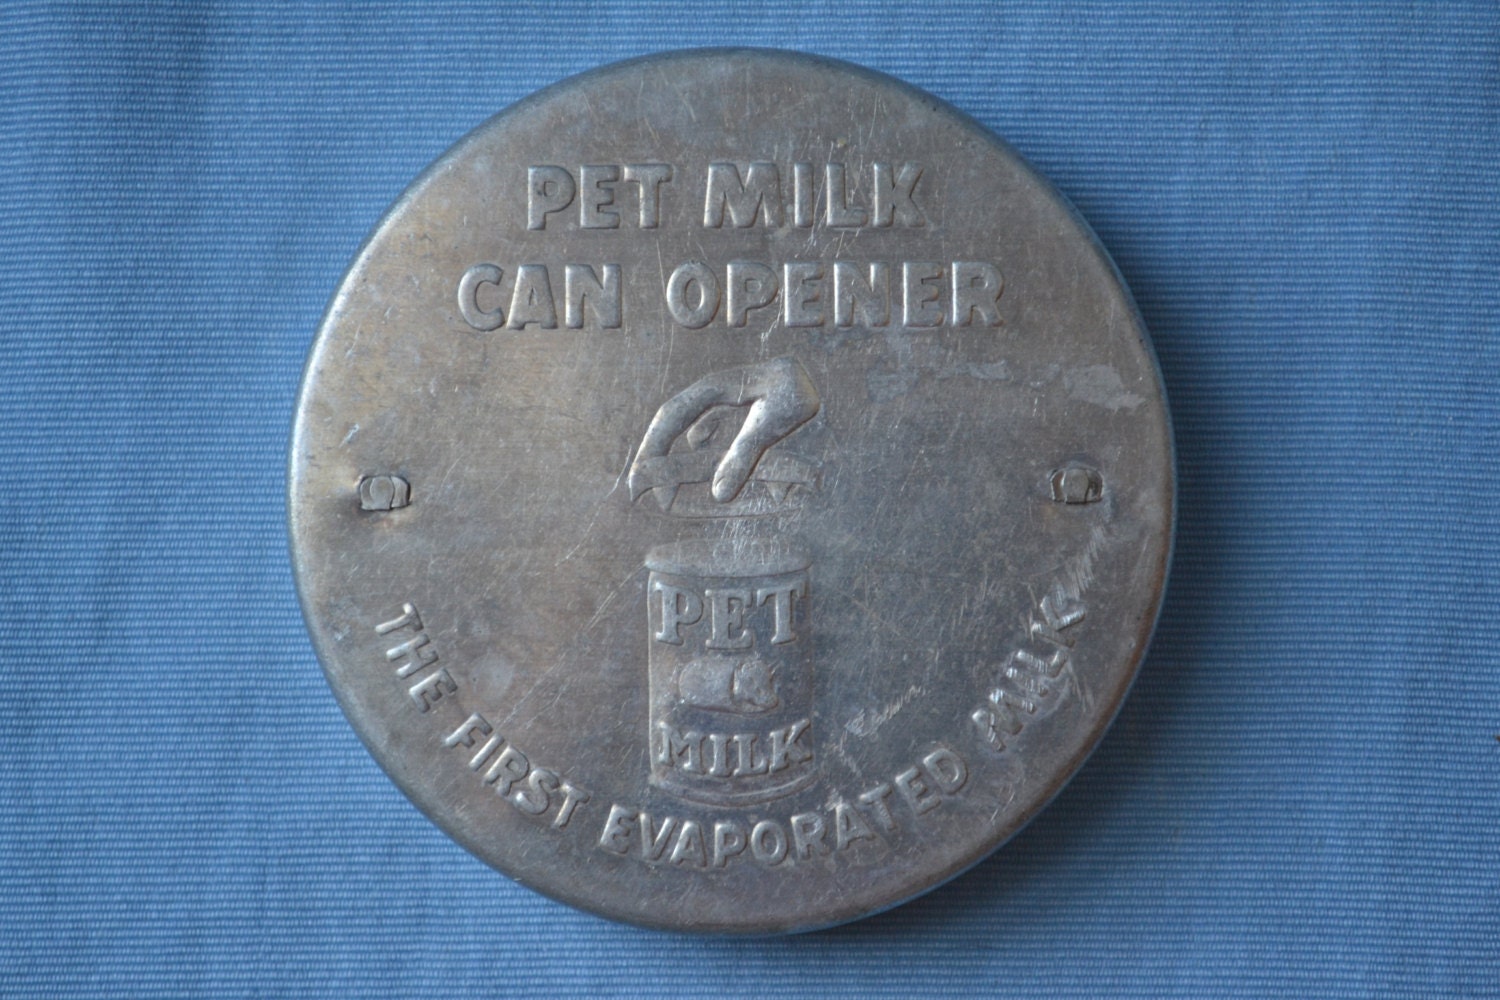 PET MILK
CAN OPENER
PET
MILK
THE FIRST EVAPORATED MILK